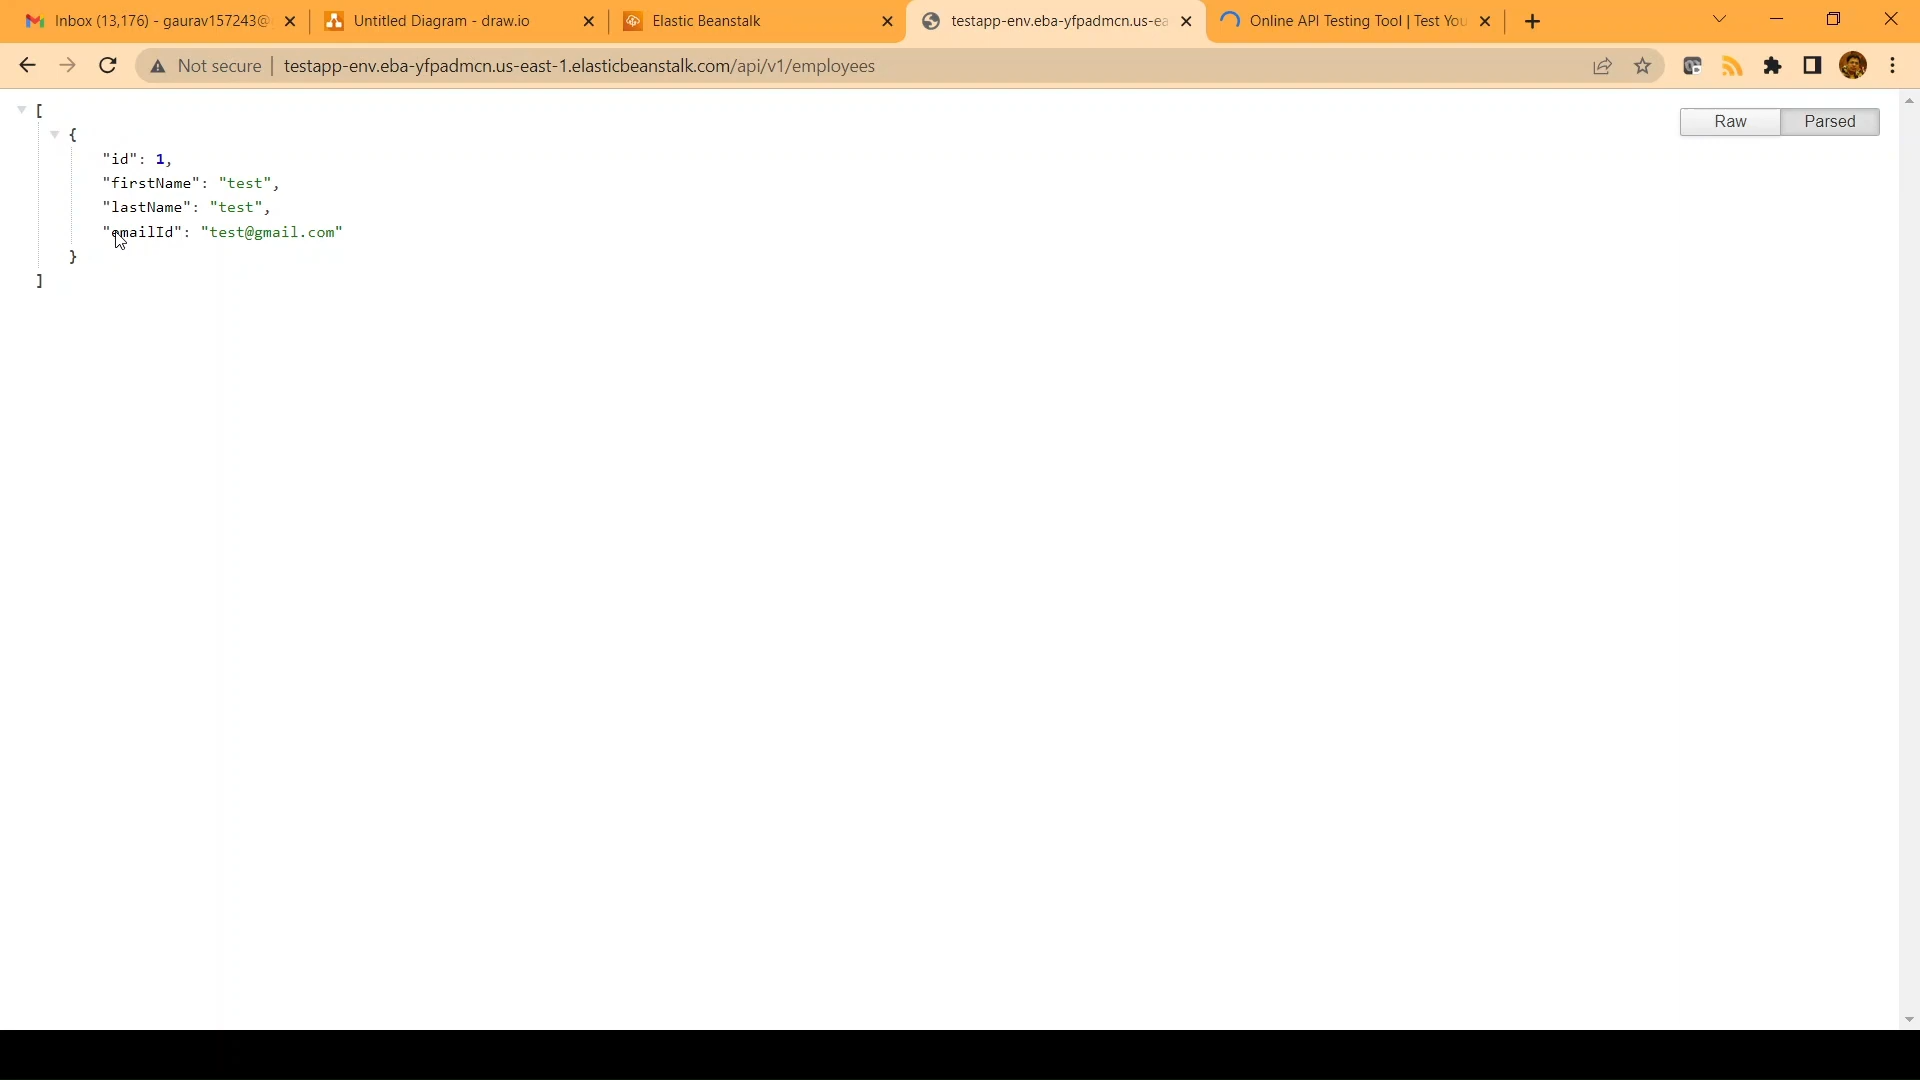 Inbox (13,176) - gaurav157243@
Untitled Diagram - draw.io
Elastic Beanstalk
testapp-env.eba-yfpadmcn.us-ea
Online API Testing Tool | Test You
Not secure | testapp-env.eba-yfpadmcn.us-east-1.elasticbeanstalk.com/api/v1/employees
Raw
Parsed
[
{
"id": 1,
"firstName": "test",
"lastName": "test",
"emailId": "test@gmail.com"
}
]